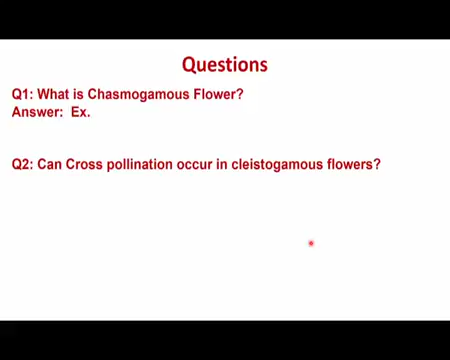 Questions
Q1: What is Chasmogamous Flower?
Answer: Ex.
Q2: Can Cross pollination occur in cleistogamous flowers?